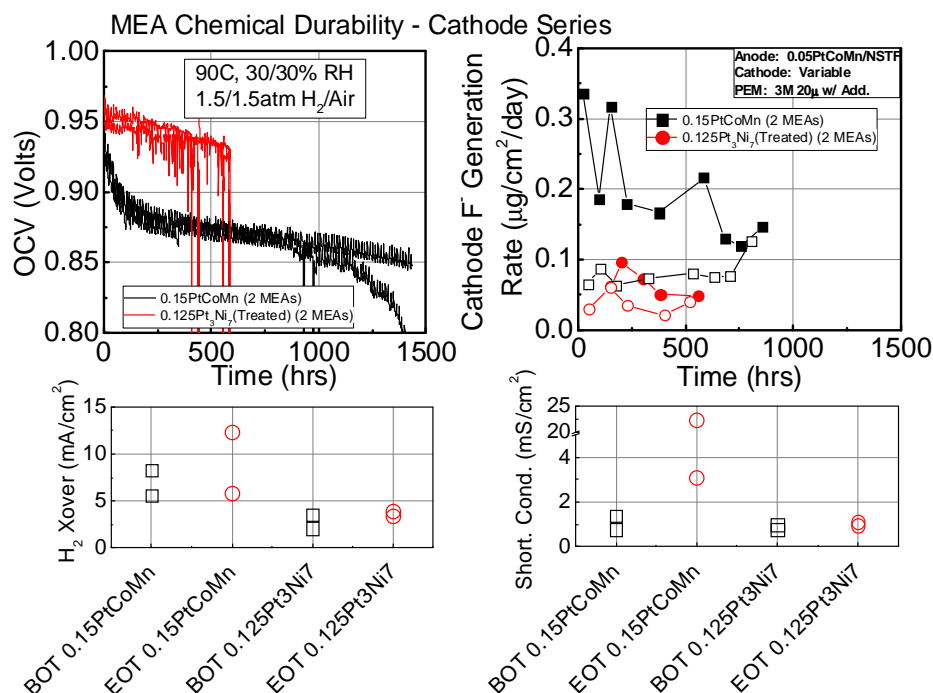 MEA Chemical Durability - Cathode Series
1.00
0.95
0.90
0.85
0.80
OCV (Volts)
90C, 30/30% RH
1.5/1.5atm H₂/Air
0.15PtCoMn (2 MEAs)
0.125Pt₃Ni₇(Treated) (2 MEAs)
0 500 1000 1500
Time (hrs)
0.4
0.3
0.2
0.1
0.0
Cathode F⁻ Generation
Rate (μg/cm²/day)
Anode: 0.05PtCoMn/NSTF
Cathode: Variable
PEM: 3M 20μ w/ Add.
0.15PtCoMn (2 MEAs)
0.125Pt₃Ni₇(Treated) (2 MEAs)
0 500 1000 1500
Time (hrs)
15
10
5
0
H₂ Xover (mA/cm²)
BOT 0.15PtCoMn
EOT 0.15PtCoMn
BOT 0.125Pt3Ni7
EOT 0.125Pt3Ni7
25
20
4
2
0
Short. Cond. (mS/cm²)
BOT 0.15PtCoMn
EOT 0.15PtCoMn
BOT 0.125Pt3Ni7
EOT 0.125Pt3Ni7